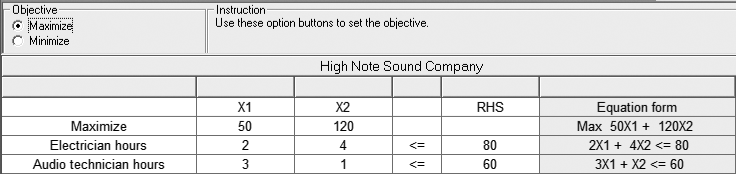 Objective
Maximize
Minimize
Instruction
Use these option buttons to set the objective.
High Note Sound Company
X1 X2 RHS Equation form
Maximize 50 120 Max 50X1 + 120X2
Electrician hours 2 4 <= 80 2X1 + 4X2 <= 80
Audio technician hours 3 1 <= 60 3X1 + X2 <= 60